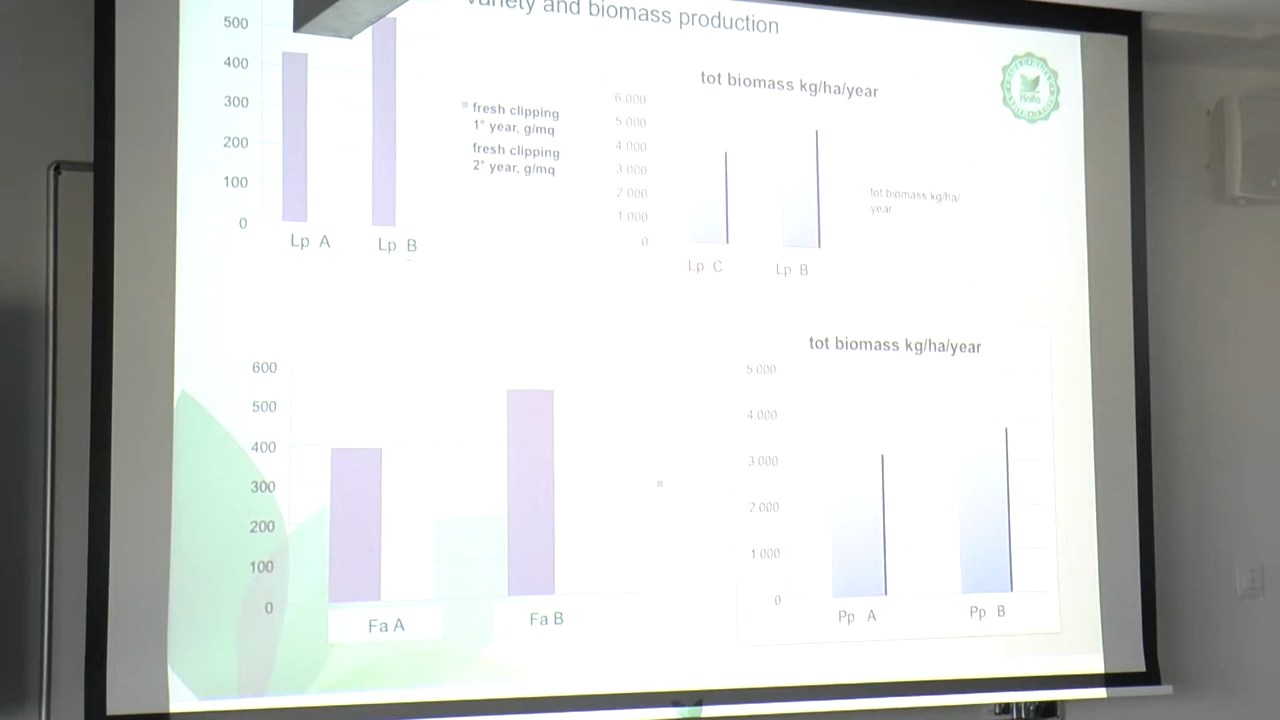 variety and biomass production
500
400
300
200
100
0
Lp A
Lp B
fresh clipping
1° year, g/mq
fresh clipping
2° year, g/mq
tot biomass kg/ha/year
6.000
5.000
4.000
3.000
2.000
1.000
0
Lp C
Lp B
tot biomass kg/ha/
year
600
500
400
300
200
100
0
Fa A
Fa B
tot biomass kg/ha/year
5.000
4.000
3.000
2.000
1.000
0
Pp A
Pp B